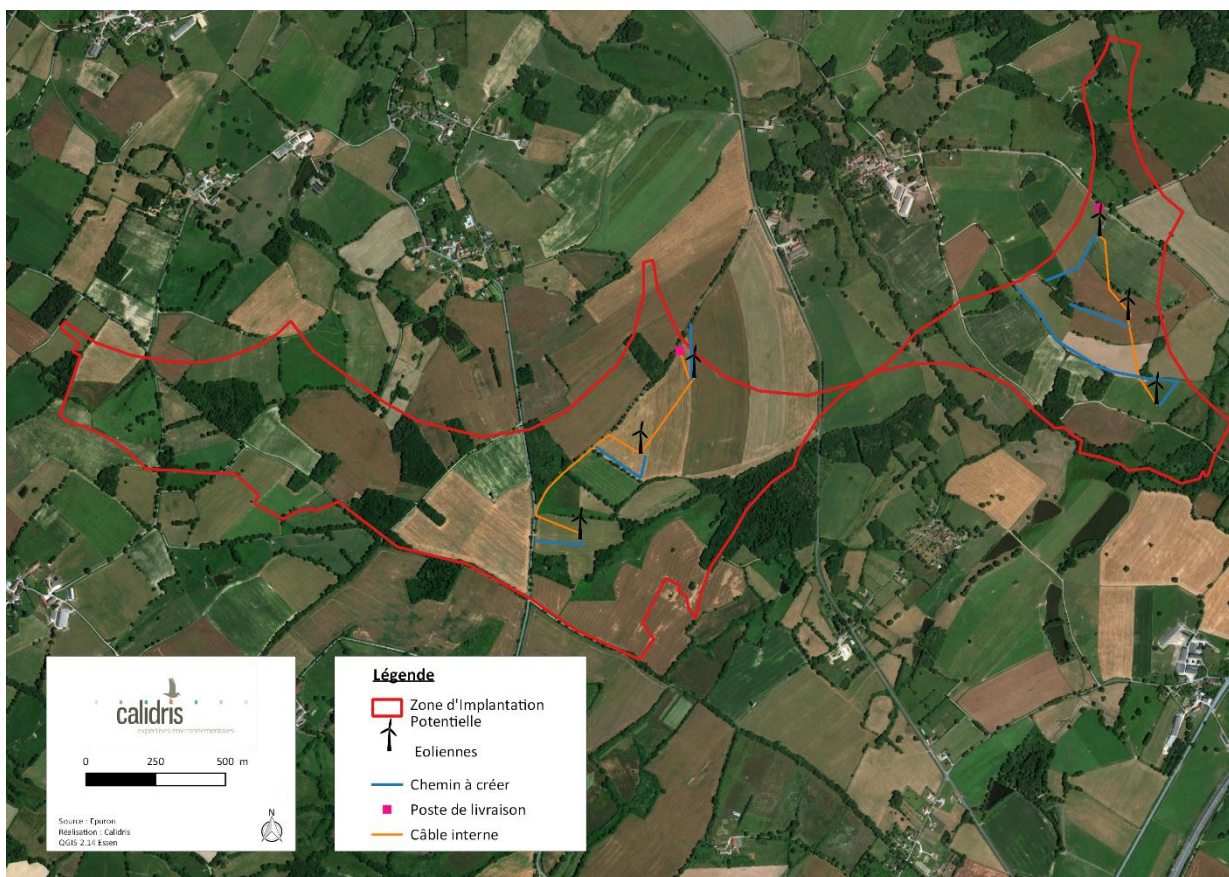 calidris
expertises environnementales
0 250 500 m
Source : Epuron
Réalisation : Calidris
QGIS 2.14 Essen
N
Légende
Zone d'Implantation
Potentielle
Eoliennes
Chemin à créer
Poste de livraison
Câble interne